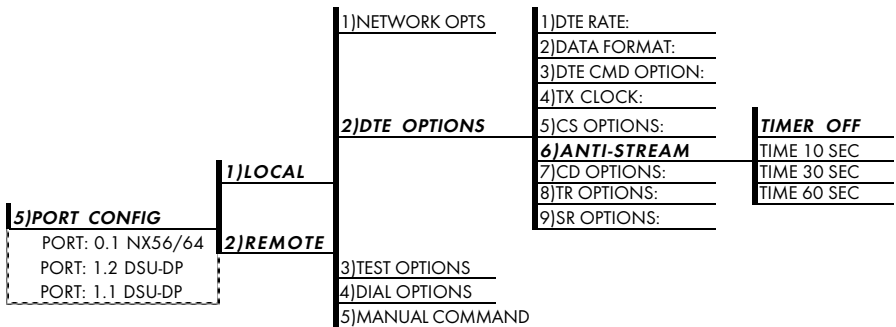 5)PORT CONFIG
PORT: 0.1 NX56/64
PORT: 1.2 DSU-DP
PORT: 1.1 DSU-DP
1)LOCAL
2)REMOTE
1)NETWORK OPTS
2)DTE OPTIONS
3)TEST OPTIONS
4)DIAL OPTIONS
5)MANUAL COMMAND
1)DTE RATE:
2)DATA FORMAT:
3)DTE CMD OPTION:
4)TX CLOCK:
5)CS OPTIONS:
6)ANTI-STREAM
7)CD OPTIONS:
8)TR OPTIONS:
9)SR OPTIONS:
TIMER OFF
TIME 10 SEC
TIME 30 SEC
TIME 60 SEC